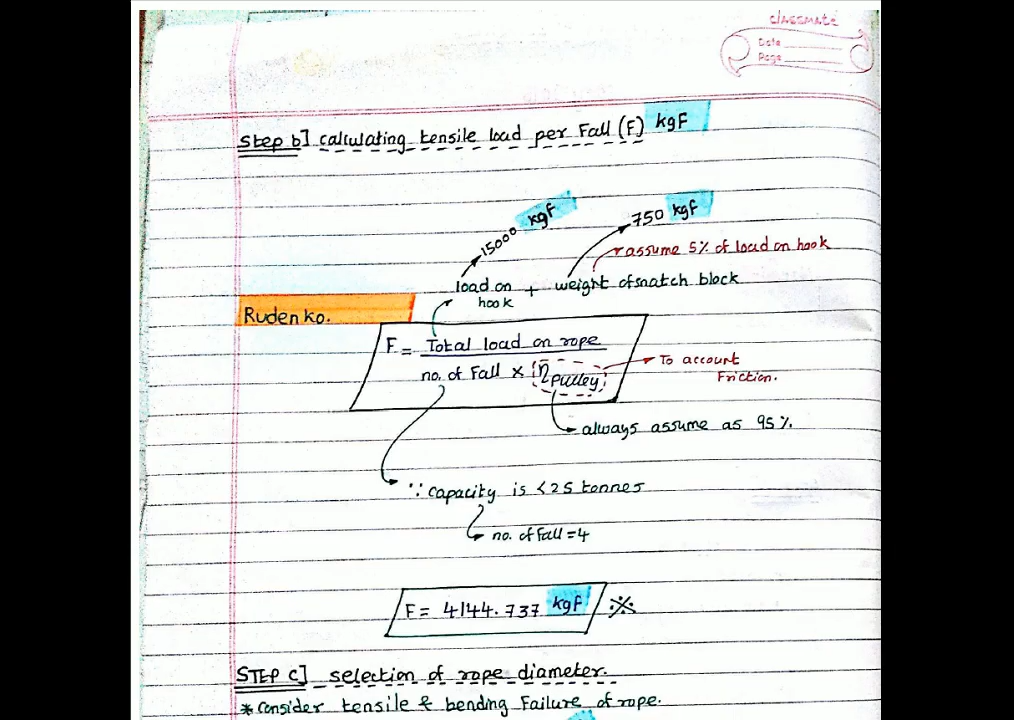 classmate
Date
Page
Step b] calculating tensile load per Fall (F) kgF
15000 kgF
750 kgF
assume 5% of load on hook
load on hook + weight of snatch block
Rudenko.
F = Total load on rope
no. of Fall × η pulley
To account Friction.
always assume as 95%.
∵ capacity is <25 tonnes
no. of Fall = 4
F = 4144.737 kgF
STEP c] selection of rope diameter.
* Consider tensile & bending Failure of rope.